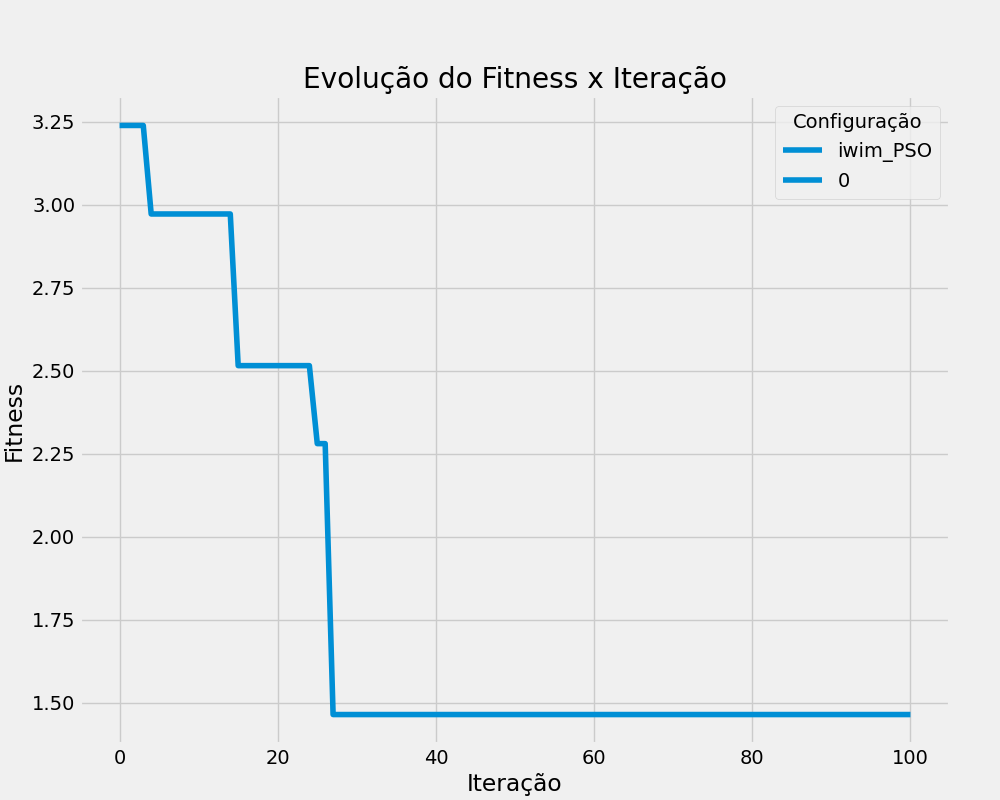 Evolução do Fitness x Iteração
Configuração
iwim_PSO
0
Fitness
3.25
3.00
2.75
2.50
2.25
2.00
1.75
1.50
0 20 40 60 80 100
Iteração